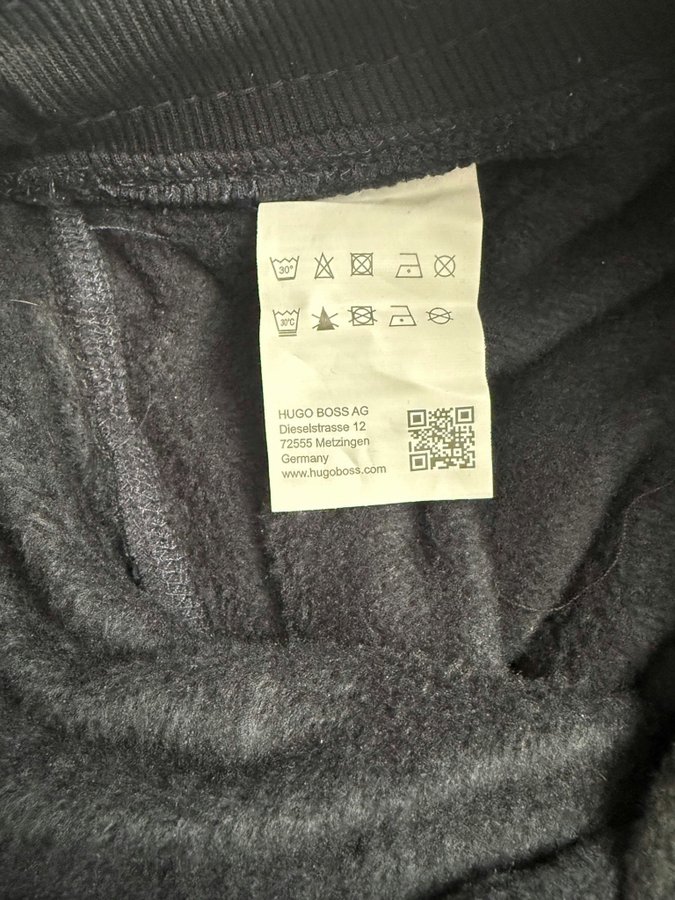 30°
30°C
HUGO BOSS AG
Dieselstrasse 12
72555 Metzingen
Germany
www.hugoboss.com